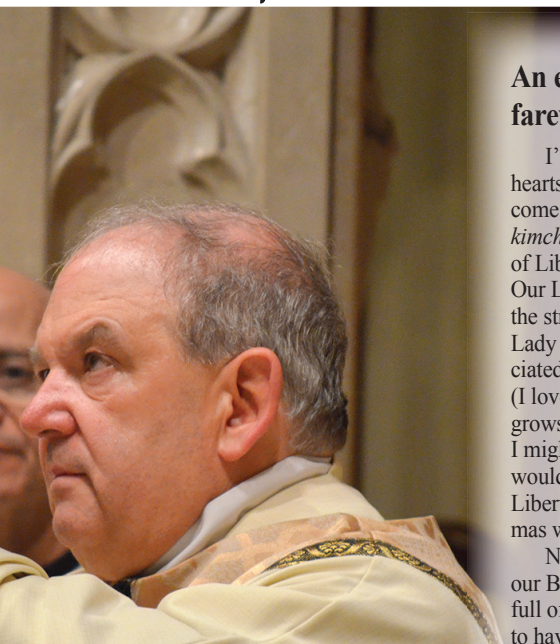 An e
fare
I’
hearts
come
kimch
of Lib
Our L
the st
Lady
ciated
(I lov
grows
I mig
would
Liber
mas v
N
our B
full o
to hav